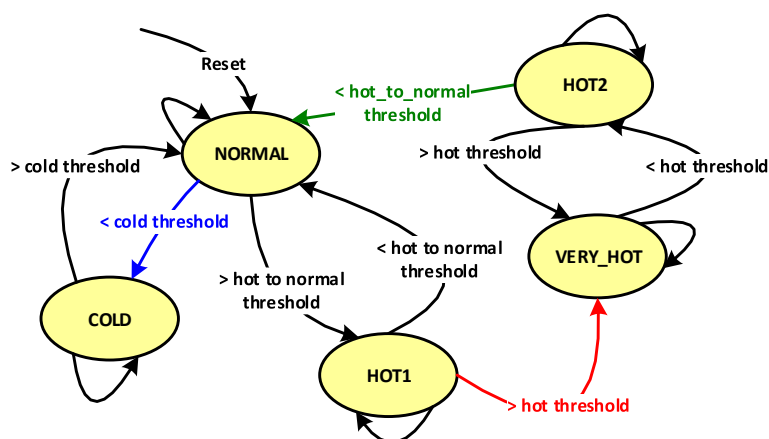 Reset
< hot_to_normal
threshold
HOT2
NORMAL
> cold threshold
> hot threshold
< hot threshold
< cold threshold
< hot to normal
threshold
VERY_HOT
> hot to normal
threshold
COLD
HOT1
> hot threshold